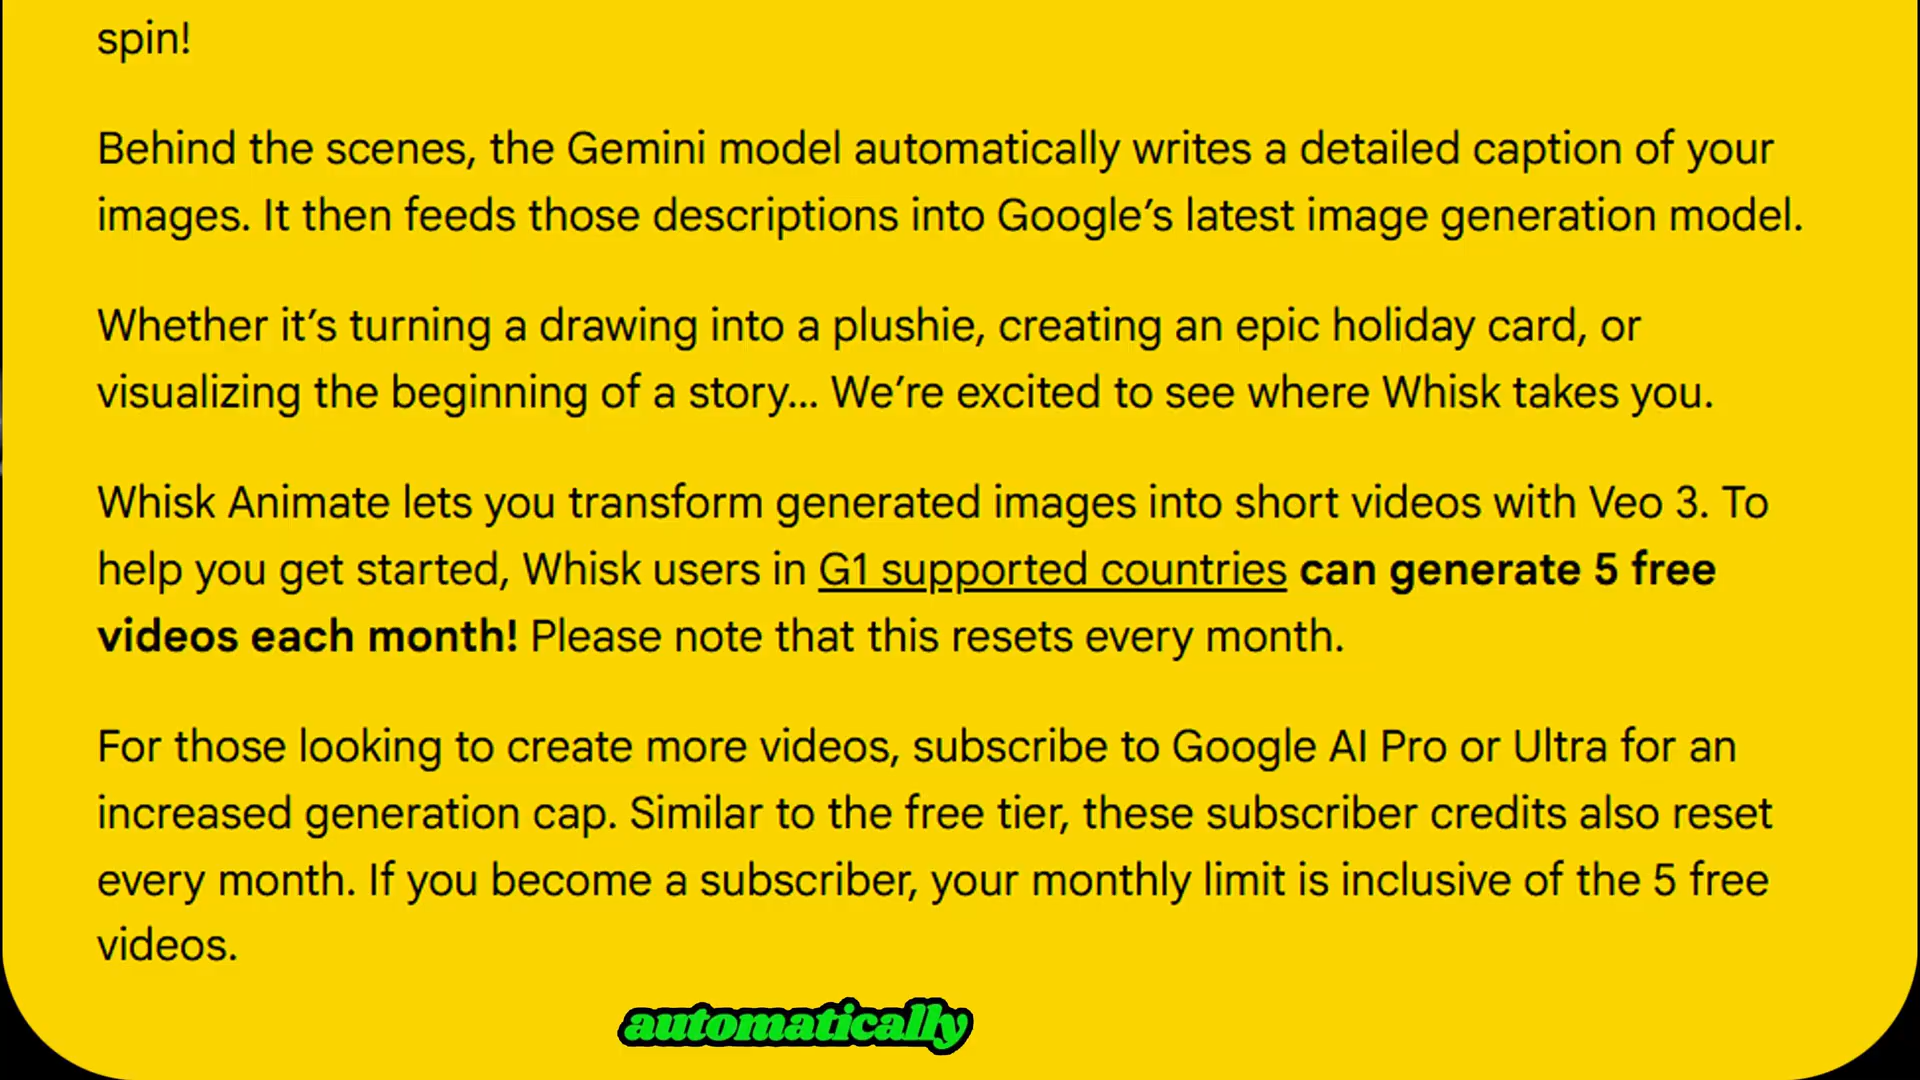 spin!
Behind the scenes, the Gemini model automatically writes a detailed caption of your
images. It then feeds those descriptions into Google’s latest image generation model.
Whether it’s turning a drawing into a plushie, creating an epic holiday card, or
visualizing the beginning of a story... We’re excited to see where Whisk takes you.
Whisk Animate lets you transform generated images into short videos with Veo 3. To
help you get started, Whisk users in G1 supported countries can generate 5 free
videos each month! Please note that this resets every month.
For those looking to create more videos, subscribe to Google AI Pro or Ultra for an
increased generation cap. Similar to the free tier, these subscriber credits also reset
every month. If you become a subscriber, your monthly limit is inclusive of the 5 free
videos.
automatically